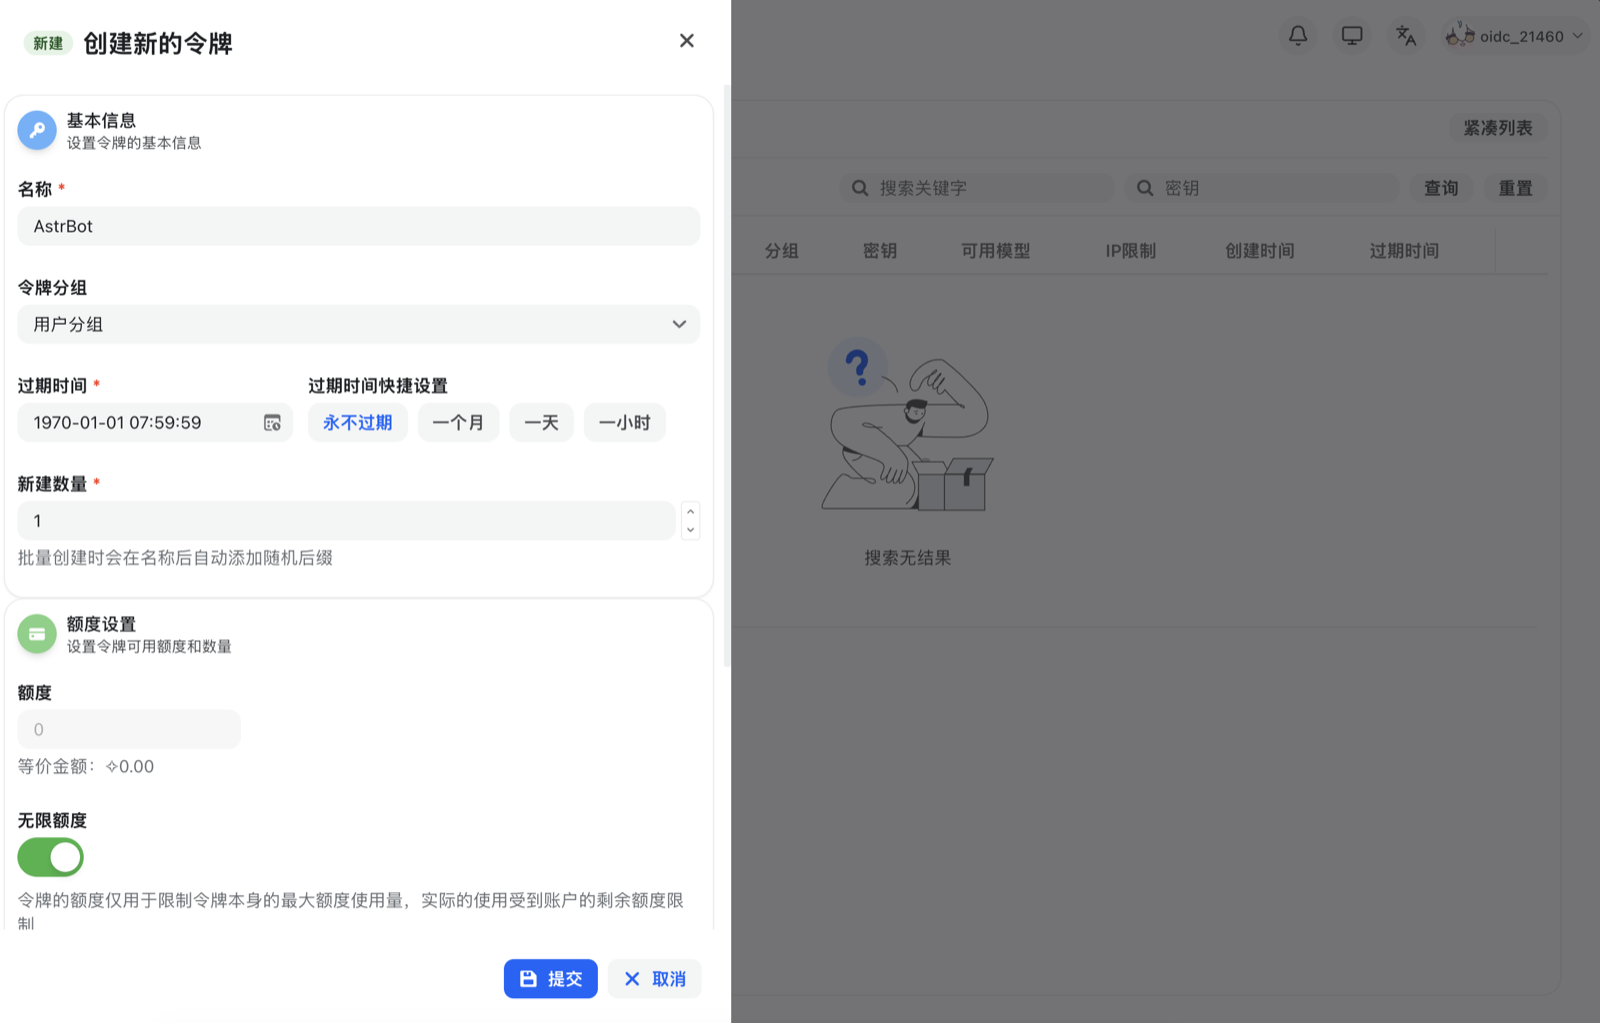 新建 创建新的令牌
oidc_21460
基本信息
设置令牌的基本信息
紧凑列表
名称 *
AstrBot
搜索关键字 密钥 查询 重置
分组 密钥 可用模型 IP限制 创建时间 过期时间
令牌分组
用户分组
过期时间 * 过期时间快捷设置
1970-01-01 07:59:59 永不过期 一个月 一天 一小时
新建数量 *
1
批量创建时会在名称后自动添加随机后缀
搜索无结果
额度设置
设置令牌可用额度和数量
额度
0
等价金额：✧0.00
无限额度
令牌的额度仅用于限制令牌本身的最大额度使用量，实际的使用受到账户的剩余额度限
制
提交 取消